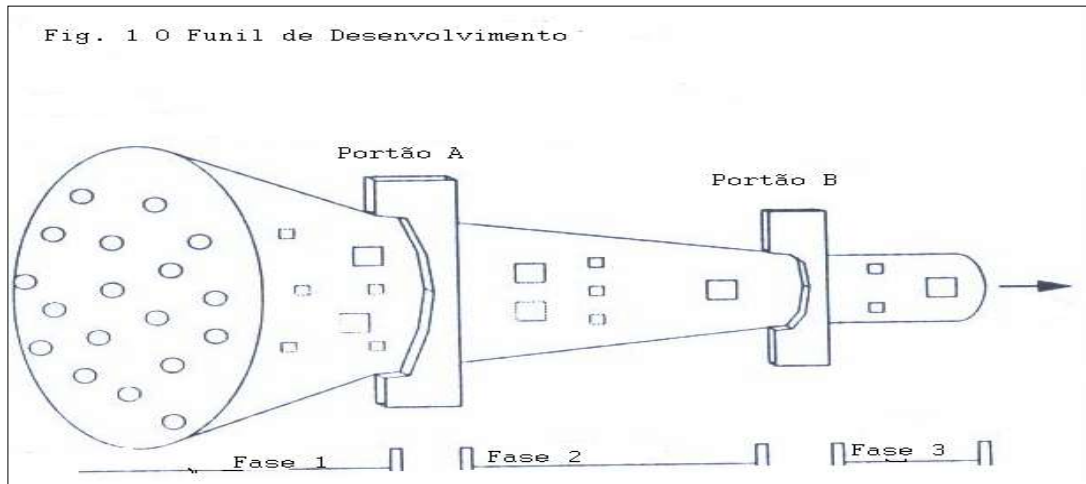 Fig. 1 O Funil de Desenvolvimento
Portão A
Portão B
Fase 1
Fase 2
Fase 3